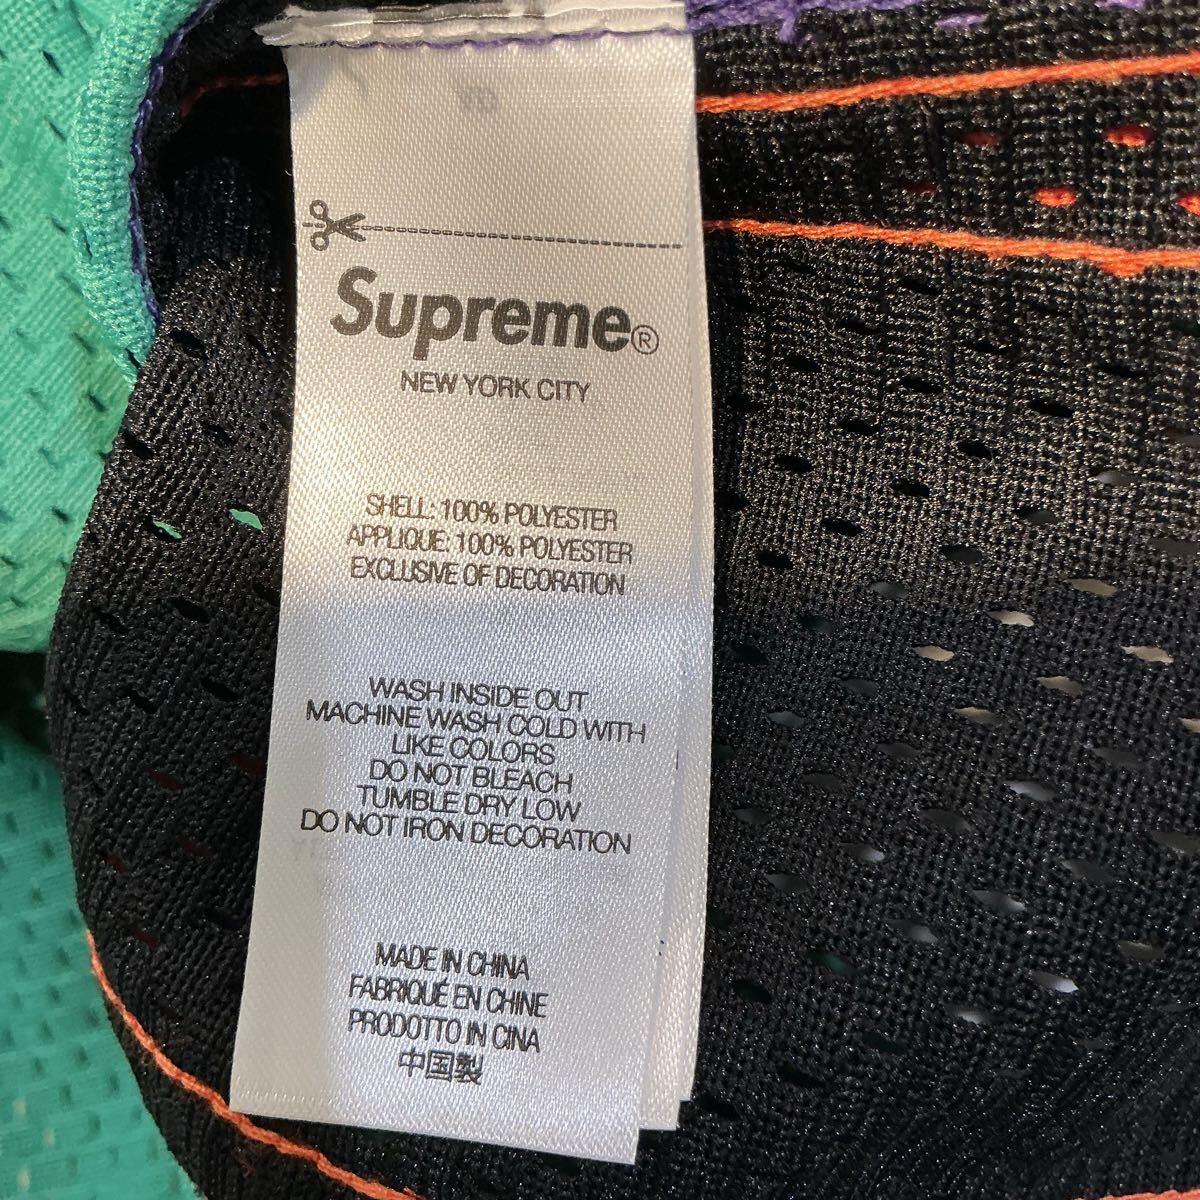 Supreme®
NEW YORK CITY
SHELL: 100% POLYESTER
APPLIQUE: 100% POLYESTER
EXCLUSIVE OF DECORATION
WASH INSIDE OUT
MACHINE WASH COLD WITH
LIKE COLORS
DO NOT BLEACH
TUMBLE DRY LOW
DO NOT IRON DECORATION
MADE IN CHINA
FABRIQUÉ EN CHINE
PRODOTTO IN CINA
中国製